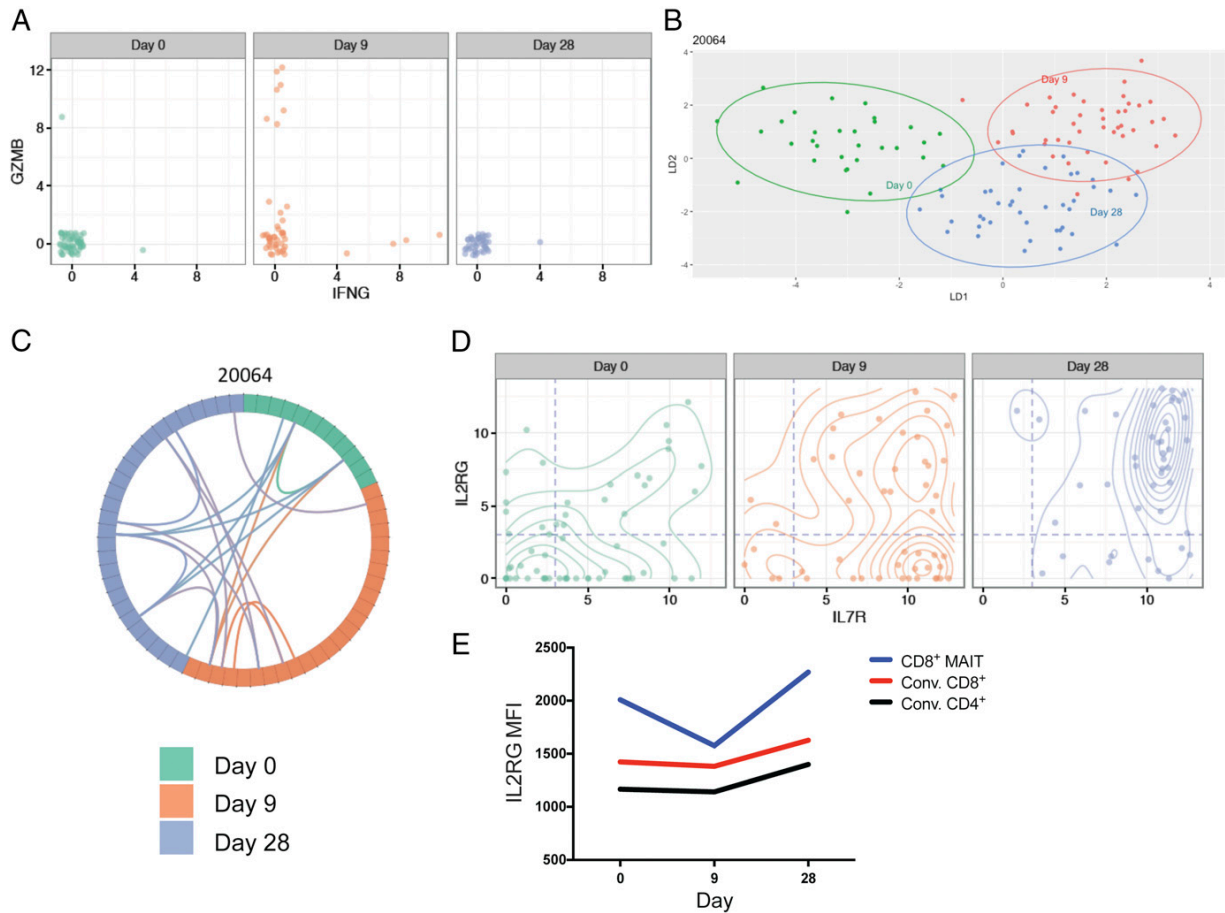 A
Day 0 Day 9 Day 28
12
8
4
0
GZMB
0 4 8 0 4 8 0 4 8
IFNG
B
20064
4
2
0
-2
-4
LD2
Day 9
Day 0
Day 28
-4 -2 0 2 4
LD1
C
20064
Day 0
Day 9
Day 28
D
Day 0 Day 9 Day 28
10
5
0
IL2RG
0 5 10 0 5 10 0 5 10
IL7R
E
2500
2000
1500
1000
500
IL2RG MFI
0 9 28
Day
CD8⁺ MAIT
Conv. CD8⁺
Conv. CD4⁺